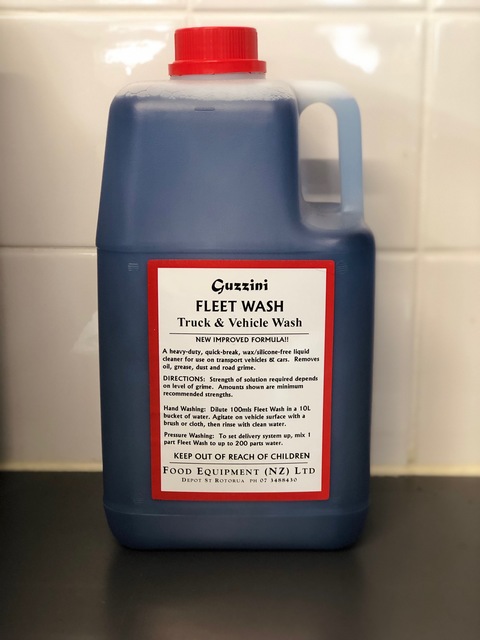 Guzzini
FLEET WASH
Truck & Vehicle Wash
NEW IMPROVED FORMULA!!
A heavy-duty, quick-break, wax/silicone-free liquid
cleaner for use on transport vehicles & cars. Removes
oil, grease, dust and road grime.
DIRECTIONS: Strength of solution required depends
on level of grime. Amounts shown are minimum
recommended strengths.
Hand Washing: Dilute 100mls Fleet Wash in a 10L
bucket of water. Agitate on vehicle surface with a
brush or cloth, then rinse with clean water.
Pressure Washing: To set delivery system up, mix 1
part Fleet Wash to up to 200 parts water.
KEEP OUT OF REACH OF CHILDREN
FOOD EQUIPMENT (NZ) LTD
DEPOT ST ROTORUA PH 07 3488430